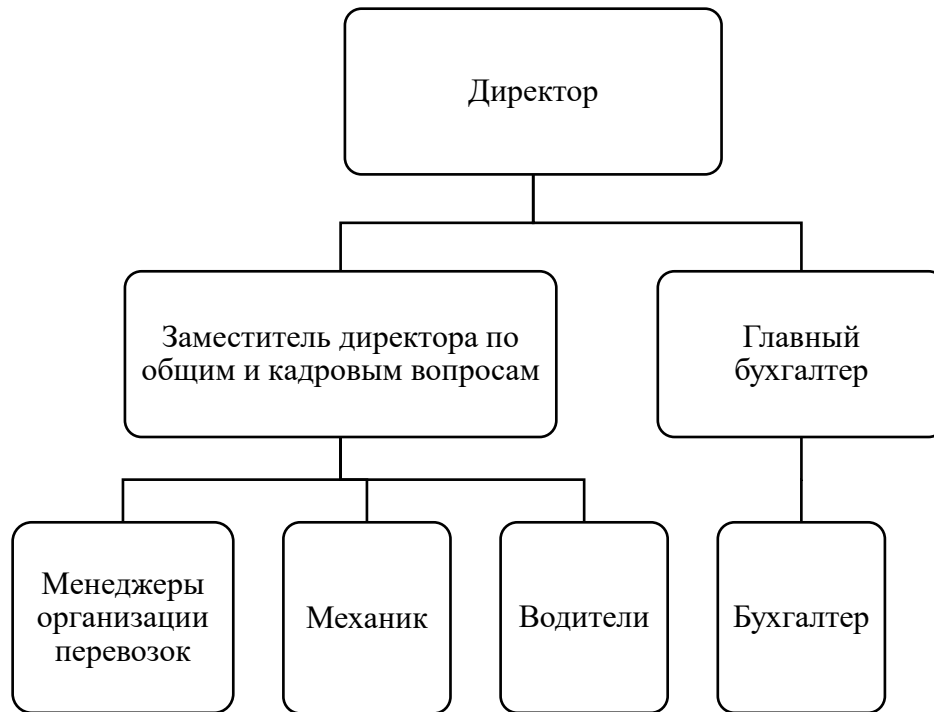 Директор
Заместитель директора по
общим и кадровым вопросам
Главный
бухгалтер
Менеджеры
организации
перевозок
Механик
Водители
Бухгалтер